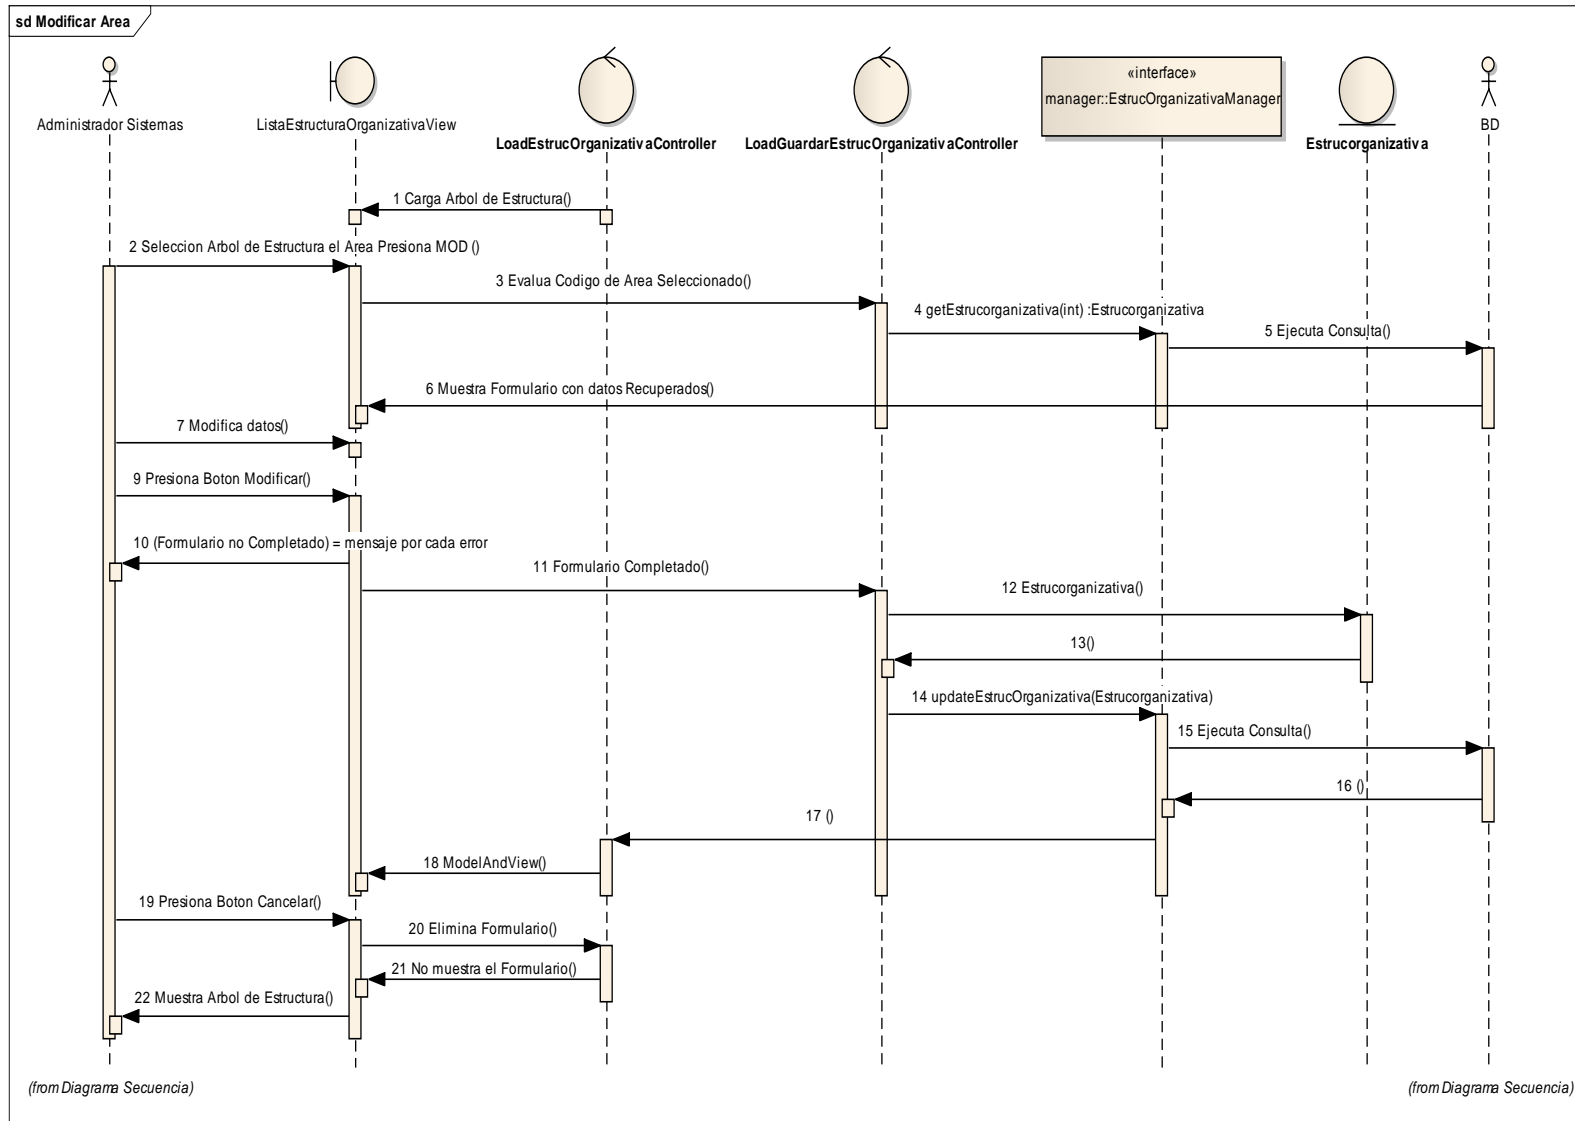 sd Modificar Area
«interface»
manager::EstrucOrganizativaManager
Administrador Sistemas
ListaEstructuraOrganizativaView
BD
LoadEstrucOrganizativaController
LoadGuardarEstrucOrganizativaController
Estrucorganizativa
1 Carga Arbol de Estructura()
2 Seleccion Arbol de Estructura el Area Presiona MOD ()
3 Evalua Codigo de Area Seleccionado()
4 getEstrucorganizativa(int) :Estrucorganizativa
5 Ejecuta Consulta()
6 Muestra Formulario con datos Recuperados()
7 Modifica datos()
9 Presiona Boton Modificar()
10 (Formulario no Completado) = mensaje por cada error
11 Formulario Completado()
12 Estrucorganizativa()
13()
14 updateEstrucOrganizativa(Estrucorganizativa)
15 Ejecuta Consulta()
16 ()
17 ()
18 ModelAndView()
19 Presiona Boton Cancelar()
20 Elimina Formulario()
21 No muestra el Formulario()
22 Muestra Arbol de Estructura()
(from Diagrama Secuencia)
(from Diagrama Secuencia)